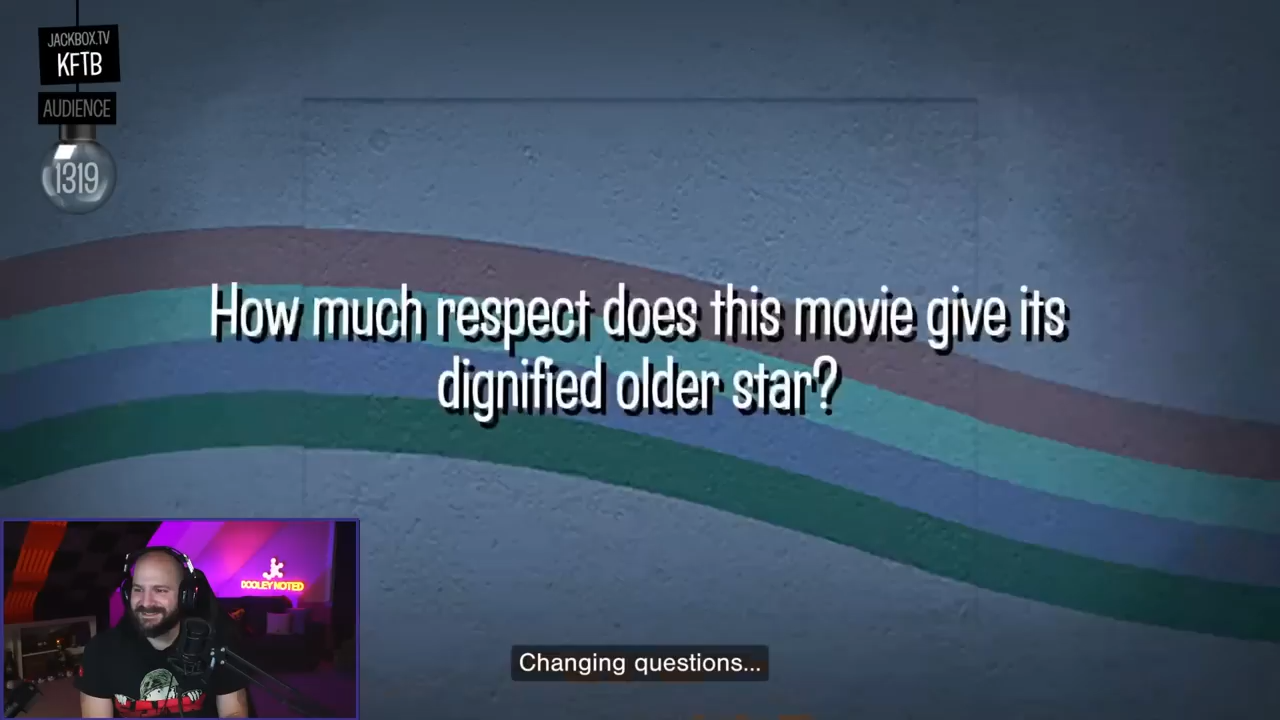 JACKBOX.TV
KFTB
AUDIENCE
1319
How much respect does this movie give its
dignified older star?
DOOLEY NOTED
Changing questions...